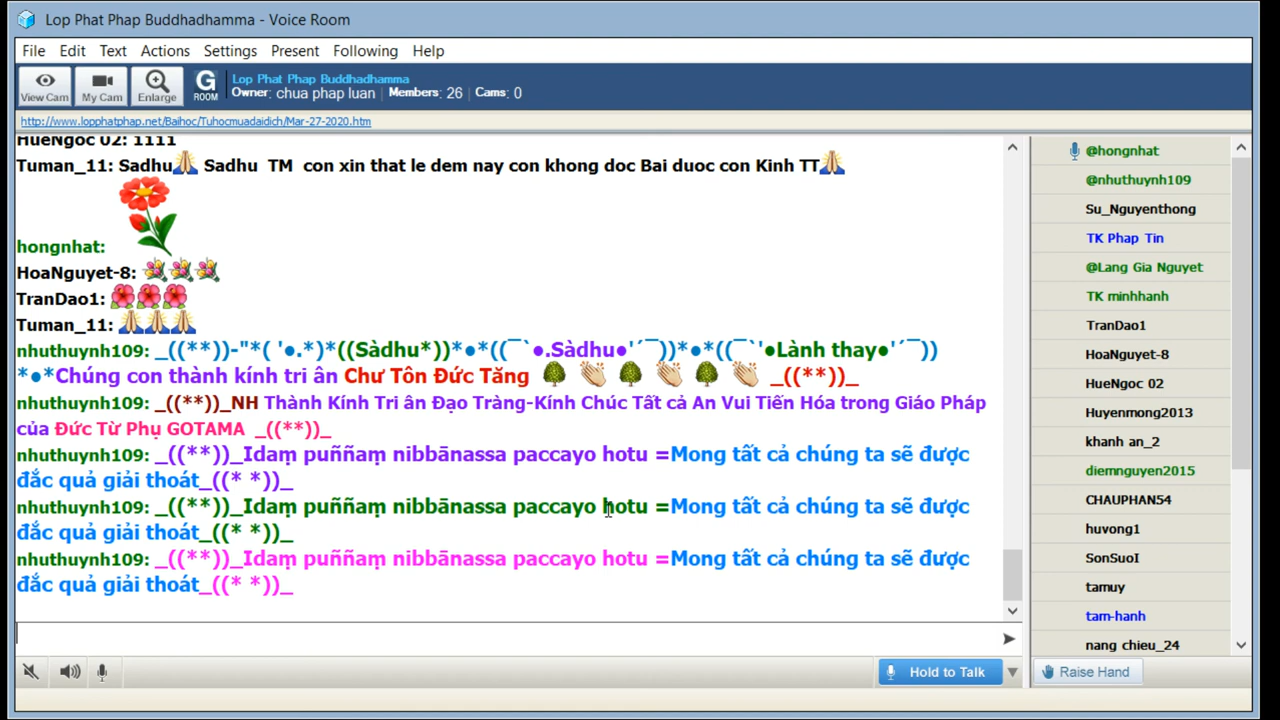 Lop Phat Phap Buddhadhamma - Voice Room
File Edit Text Actions Settings Present Following Help
View Cam My Cam Enlarge G ROOM
Lop Phat Phap Buddhadhamma
Owner: chua phap luan Members: 26 Cams: 0
http://www.lopphatphap.net/Baihoc/Tuhocmuadaidich/Mar-27-2020.htm
HueNgoc 02: 1111
Tuman_11: Sadhu🙏 Sadhu TM con xin that le dem nay con khong doc Bai duoc con Kinh TT🙏
hongnhat:
HoaNguyet-8: 💐💐💐
TranDao1: 🌺🌺🌺
Tuman_11: 🙏🙏🙏
nhuthuynh109: _((**))-"*( '●.*)*((Sàdhu*))*●*((¯`●.Sàdhu●'´¯))*●*((¯`'●Lành thay●'´¯))
*●*Chúng con thành kính tri ân Chư Tôn Đức Tăng 🌳 👏 🌳 👏 🌳 👏 _((**))_
nhuthuynh109: _((**))_NH Thành Kính Tri ân Đạo Tràng-Kính Chúc Tất cả An Vui Tiến Hóa trong Giáo Pháp
của Đức Từ Phụ GOTAMA _((**))_
nhuthuynh109: _((**))_Idaṃ puññaṃ nibbānassa paccayo hotu =Mong tất cả chúng ta sẽ được
đắc quả giải thoát_((* *))_
nhuthuynh109: _((**))_Idaṃ puññaṃ nibbānassa paccayo hotu =Mong tất cả chúng ta sẽ được
đắc quả giải thoát_((* *))_
nhuthuynh109: _((**))_Idaṃ puññaṃ nibbānassa paccayo hotu =Mong tất cả chúng ta sẽ được
đắc quả giải thoát_((* *))_
Hold to Talk
@hongnhat
@nhuthuynh109
Su_Nguyenthong
TK Phap Tin
@Lang Gia Nguyet
TK minhhanh
TranDao1
HoaNguyet-8
HueNgoc 02
Huyenmong2013
khanh an_2
diemnguyen2015
CHAUPHAN54
huvong1
SonSuoI
tamuy
tam-hanh
nang chieu_24
Raise Hand